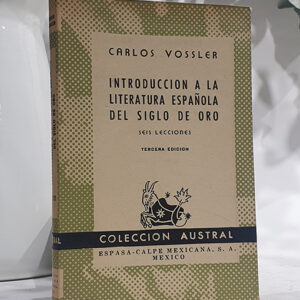 CARLOS VOSSLER
INTRODUCCION A LA
LITERATURA ESPAÑOLA
DEL SIGLO DE ORO
SEIS LECCIONES
TERCERA EDICION
COLECCION AUSTRAL
ESPASA-CALPE MEXICANA, S. A.
MEXICO
RAL